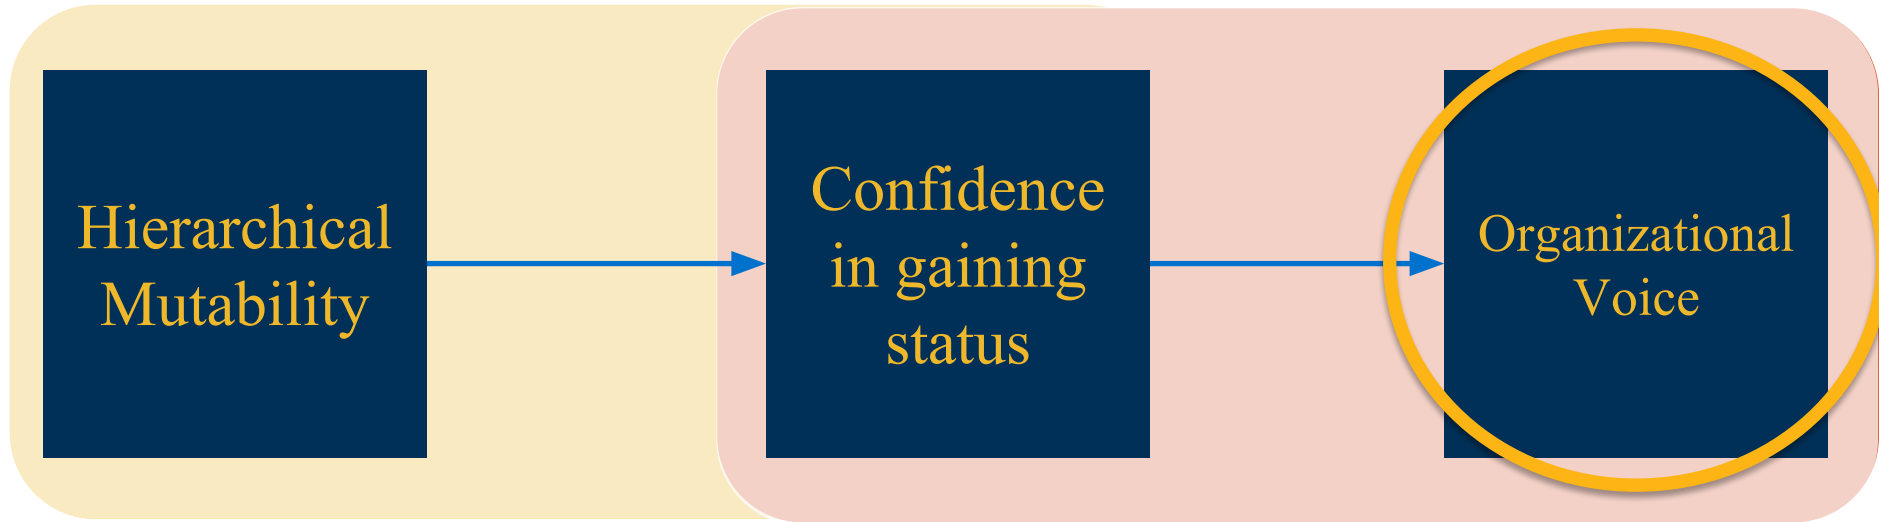 Hierarchical
Mutability
Confidence
in gaining
status
Organizational
Voice